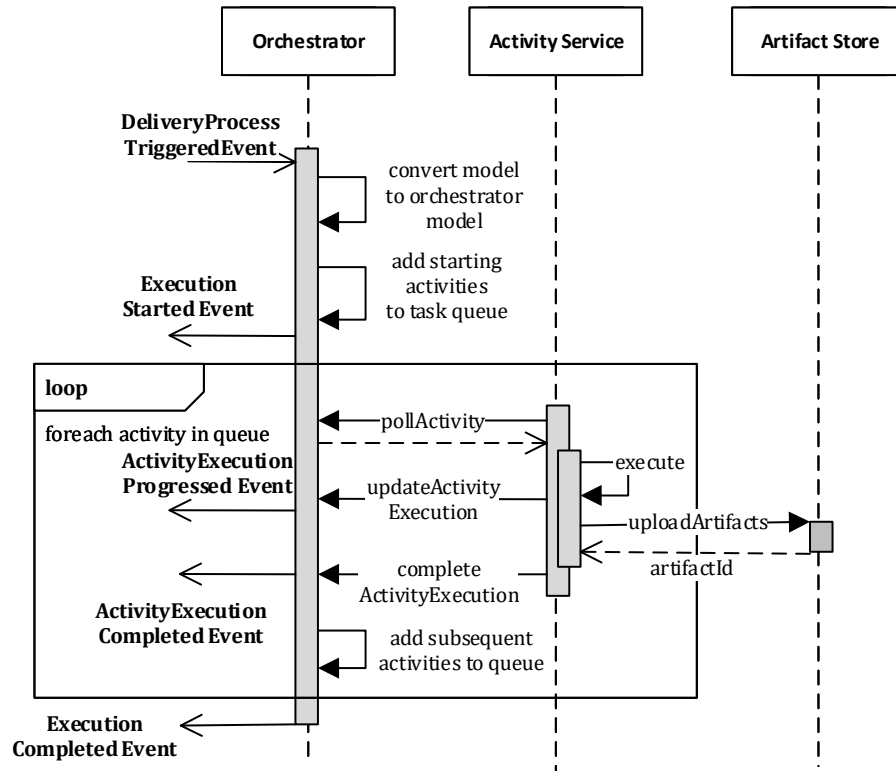 Orchestrator
Activity Service
Artifact Store
DeliveryProcess
TriggeredEvent
convert model
to orchestrator
model
add starting
activities
to task queue
Execution
Started Event
loop
foreach activity in queue
pollActivity
ActivityExecution
Progressed Event
execute
updateActivity
Execution
uploadArtifacts
artifactId
complete
ActivityExecution
ActivityExecution
Completed Event
add subsequent
activities to queue
Execution
Completed Event